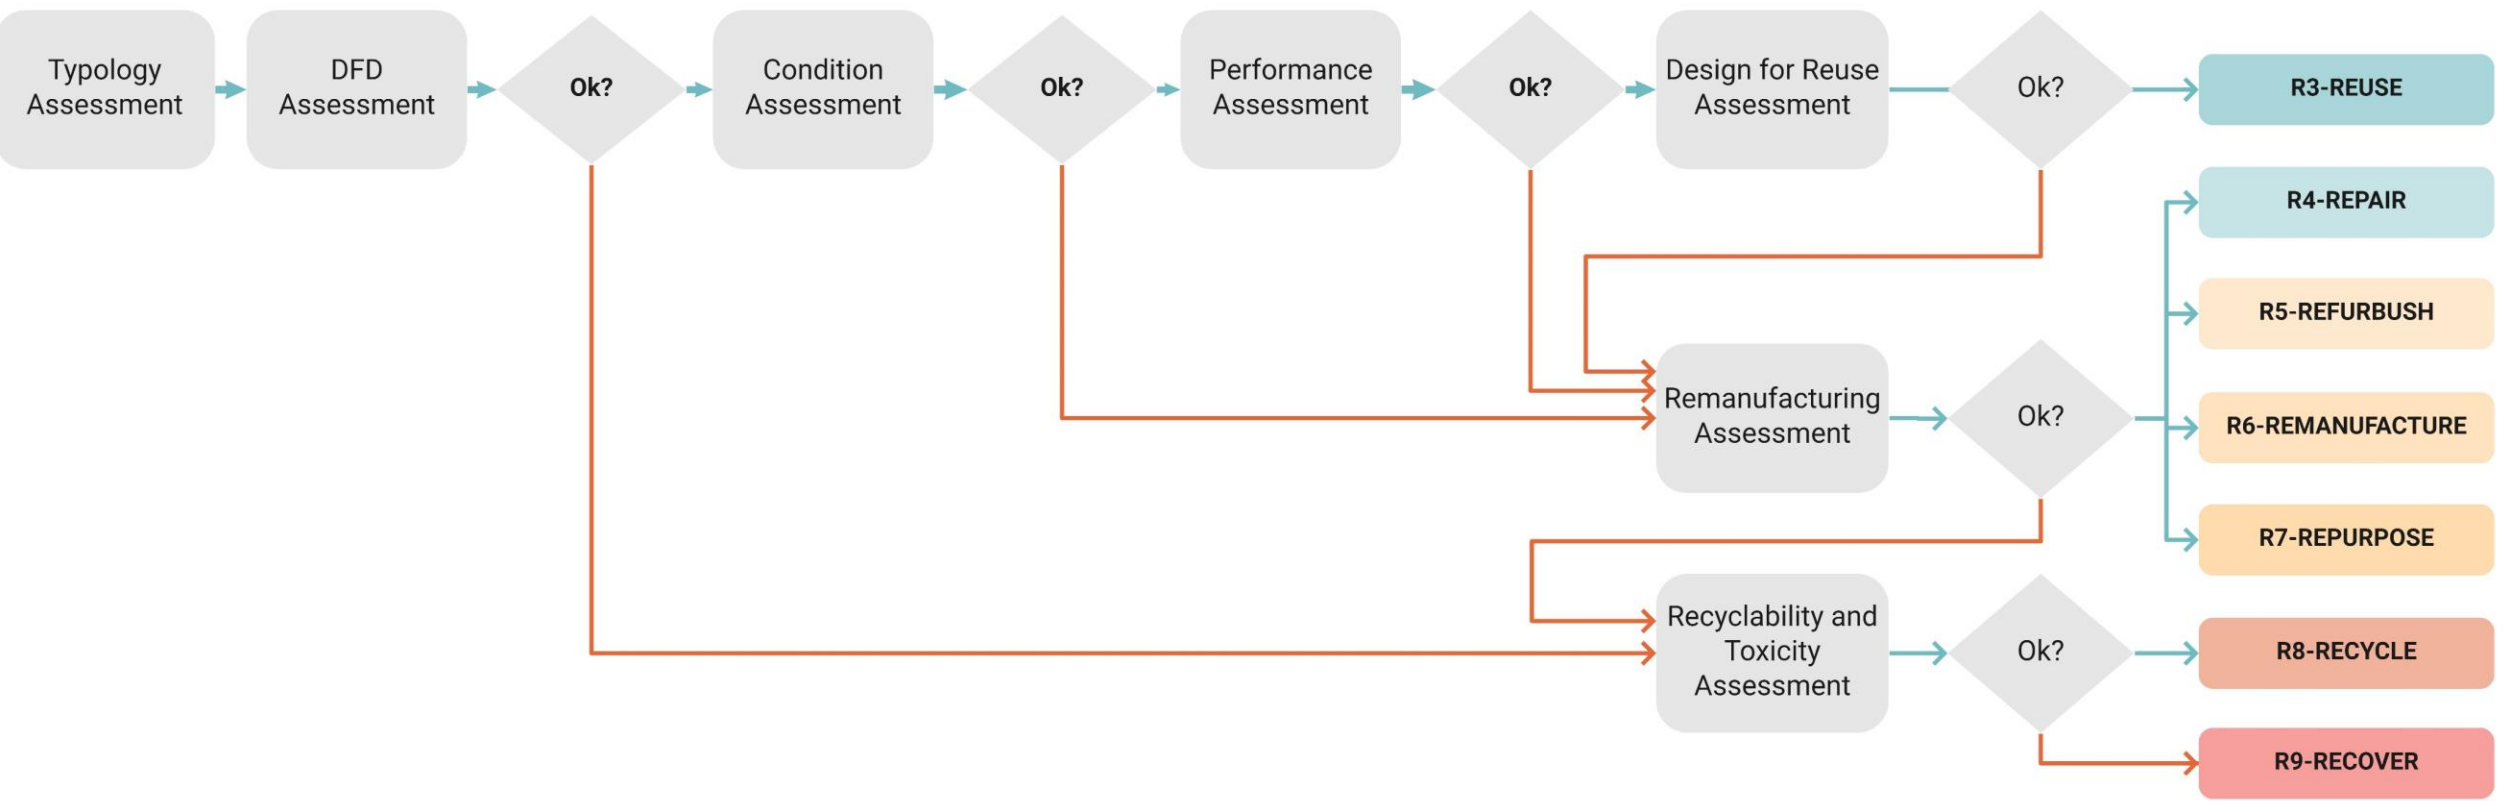 Typology
Assessment
DFD
Assessment
Ok?
Condition
Assessment
Ok?
Performance
Assessment
Ok?
Design for Reuse
Assessment
Ok?
R3-REUSE
R4-REPAIR
R5-REFURBUSH
Remanufacturing
Assessment
Ok?
R6-REMANUFACTURE
R7-REPURPOSE
Recyclability and
Toxicity
Assessment
Ok?
R8-RECYCLE
R9-RECOVER